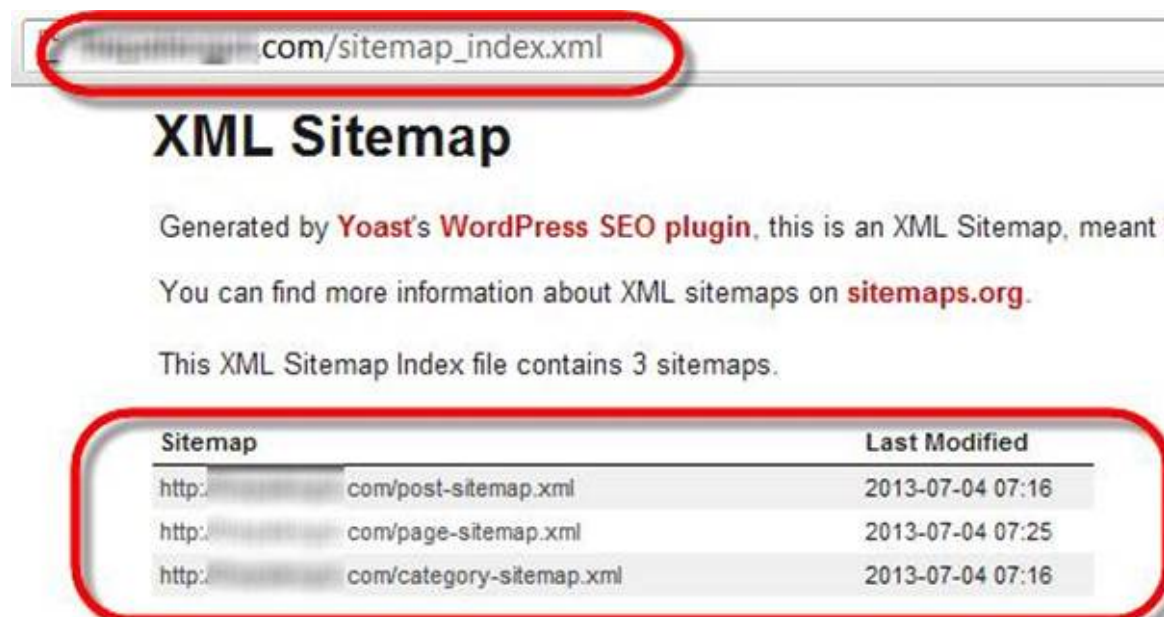 com/sitemap_index.xml
XML Sitemap
Generated by Yoast's WordPress SEO plugin, this is an XML Sitemap, meant
You can find more information about XML sitemaps on sitemaps.org.
This XML Sitemap Index file contains 3 sitemaps.
Sitemap Last Modified
http:/ com/post-sitemap.xml 2013-07-04 07:16
http:/ com/page-sitemap.xml 2013-07-04 07:25
http:/ com/category-sitemap.xml 2013-07-04 07:16